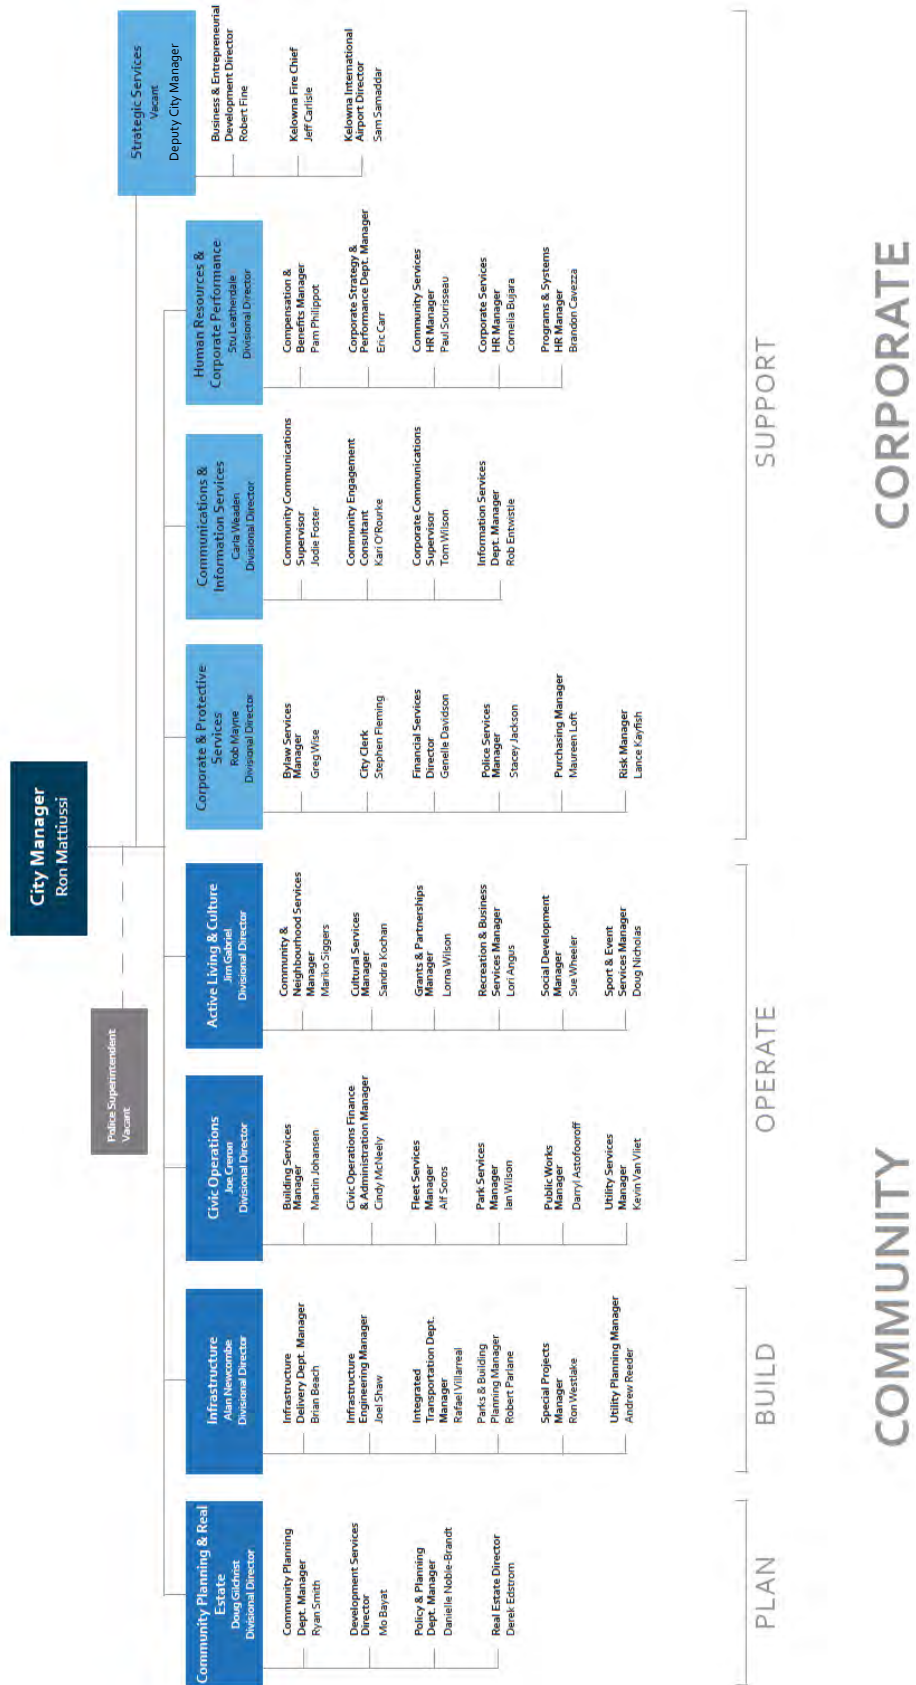 City Manager
Ron Mattiussi
Police Superintendent
Vacant
Community Planning & Real
Estate
Doug Gilchrist
Divisional Director
Community Planning
Dept. Manager
Ryan Smith
Development Services
Director
Mo Bayat
Policy & Planning
Dept. Manager
Danielle Noble-Brandt
Real Estate Director
Derek Edstrom
Infrastructure
Alan Newcombe
Divisional Director
Infrastructure
Delivery Dept. Manager
Brian Beach
Infrastructure
Engineering Manager
Joel Shaw
Integrated
Transportation Dept.
Manager
Rafael Villarreal
Parks & Building
Planning Manager
Robert Parlane
Special Projects
Manager
Ron Westlake
Utility Planning Manager
Andrew Reeder
Civic Operations
Joe Creron
Divisional Director
Building Services
Manager
Martin Johansen
Civic Operations Finance
& Administration Manager
Cindy McNeely
Fleet Services
Manager
Alf Soros
Park Services
Manager
Ian Wilson
Public Works
Manager
Darryl Astofooroff
Utility Services
Manager
Kevin Van Vliet
Active Living & Culture
Jim Gabriel
Divisional Director
Community &
Neighbourhood Services
Manager
Mariko Siggers
Cultural Services
Manager
Sandra Kochan
Grants & Partnerships
Manager
Lorna Wilson
Recreation & Business
Services Manager
Lori Angus
Social Development
Manager
Sue Wheeler
Sport & Event
Services Manager
Doug Nicholas
Corporate & Protective
Services
Rob Mayne
Divisional Director
Bylaw Services
Manager
Greg Wise
City Clerk
Stephen Fleming
Financial Services
Director
Genelle Davidson
Police Services
Manager
Stacey Jackson
Purchasing Manager
Maureen Loft
Risk Manager
Lance Kayfish
Communications &
Information Services
Carla Weaden
Divisional Director
Community Communications
Supervisor
Jodie Foster
Community Engagement
Consultant
Kari O'Rourke
Corporate Communications
Supervisor
Tom Wilson
Information Services
Dept. Manager
Rob Entwistle
Human Resources &
Corporate Performance
Stu Leatherdale
Divisional Director
Compensation &
Benefits Manager
Pam Philippot
Corporate Strategy &
Performance Dept. Manager
Eric Carr
Community Services
HR Manager
Paul Sourisseau
Corporate Services
HR Manager
Cornelia Bujara
Programs & Systems
HR Manager
Brandon Cavezza
Strategic Services
Vacant
Deputy City Manager
Business & Entrepreneurial
Development Director
Robert Fine
Kelowna Fire Chief
Jeff Carlisle
Kelowna International
Airport Director
Sam Samaddar
PLAN
BUILD
OPERATE
SUPPORT
COMMUNITY
CORPORATE